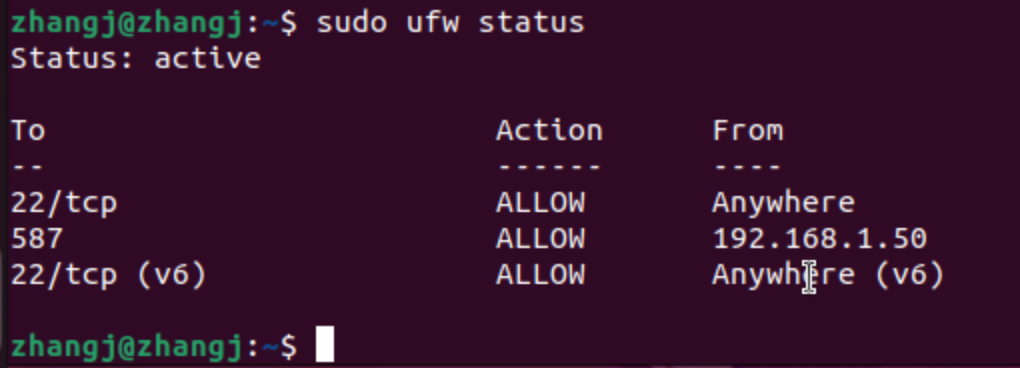 zhangj@zhangj:~$ sudo ufw status
Status: active
To Action From
-- ------ ----
22/tcp ALLOW Anywhere
587 ALLOW 192.168.1.50
22/tcp (v6) ALLOW Anywhere (v6)
zhangj@zhangj:~$